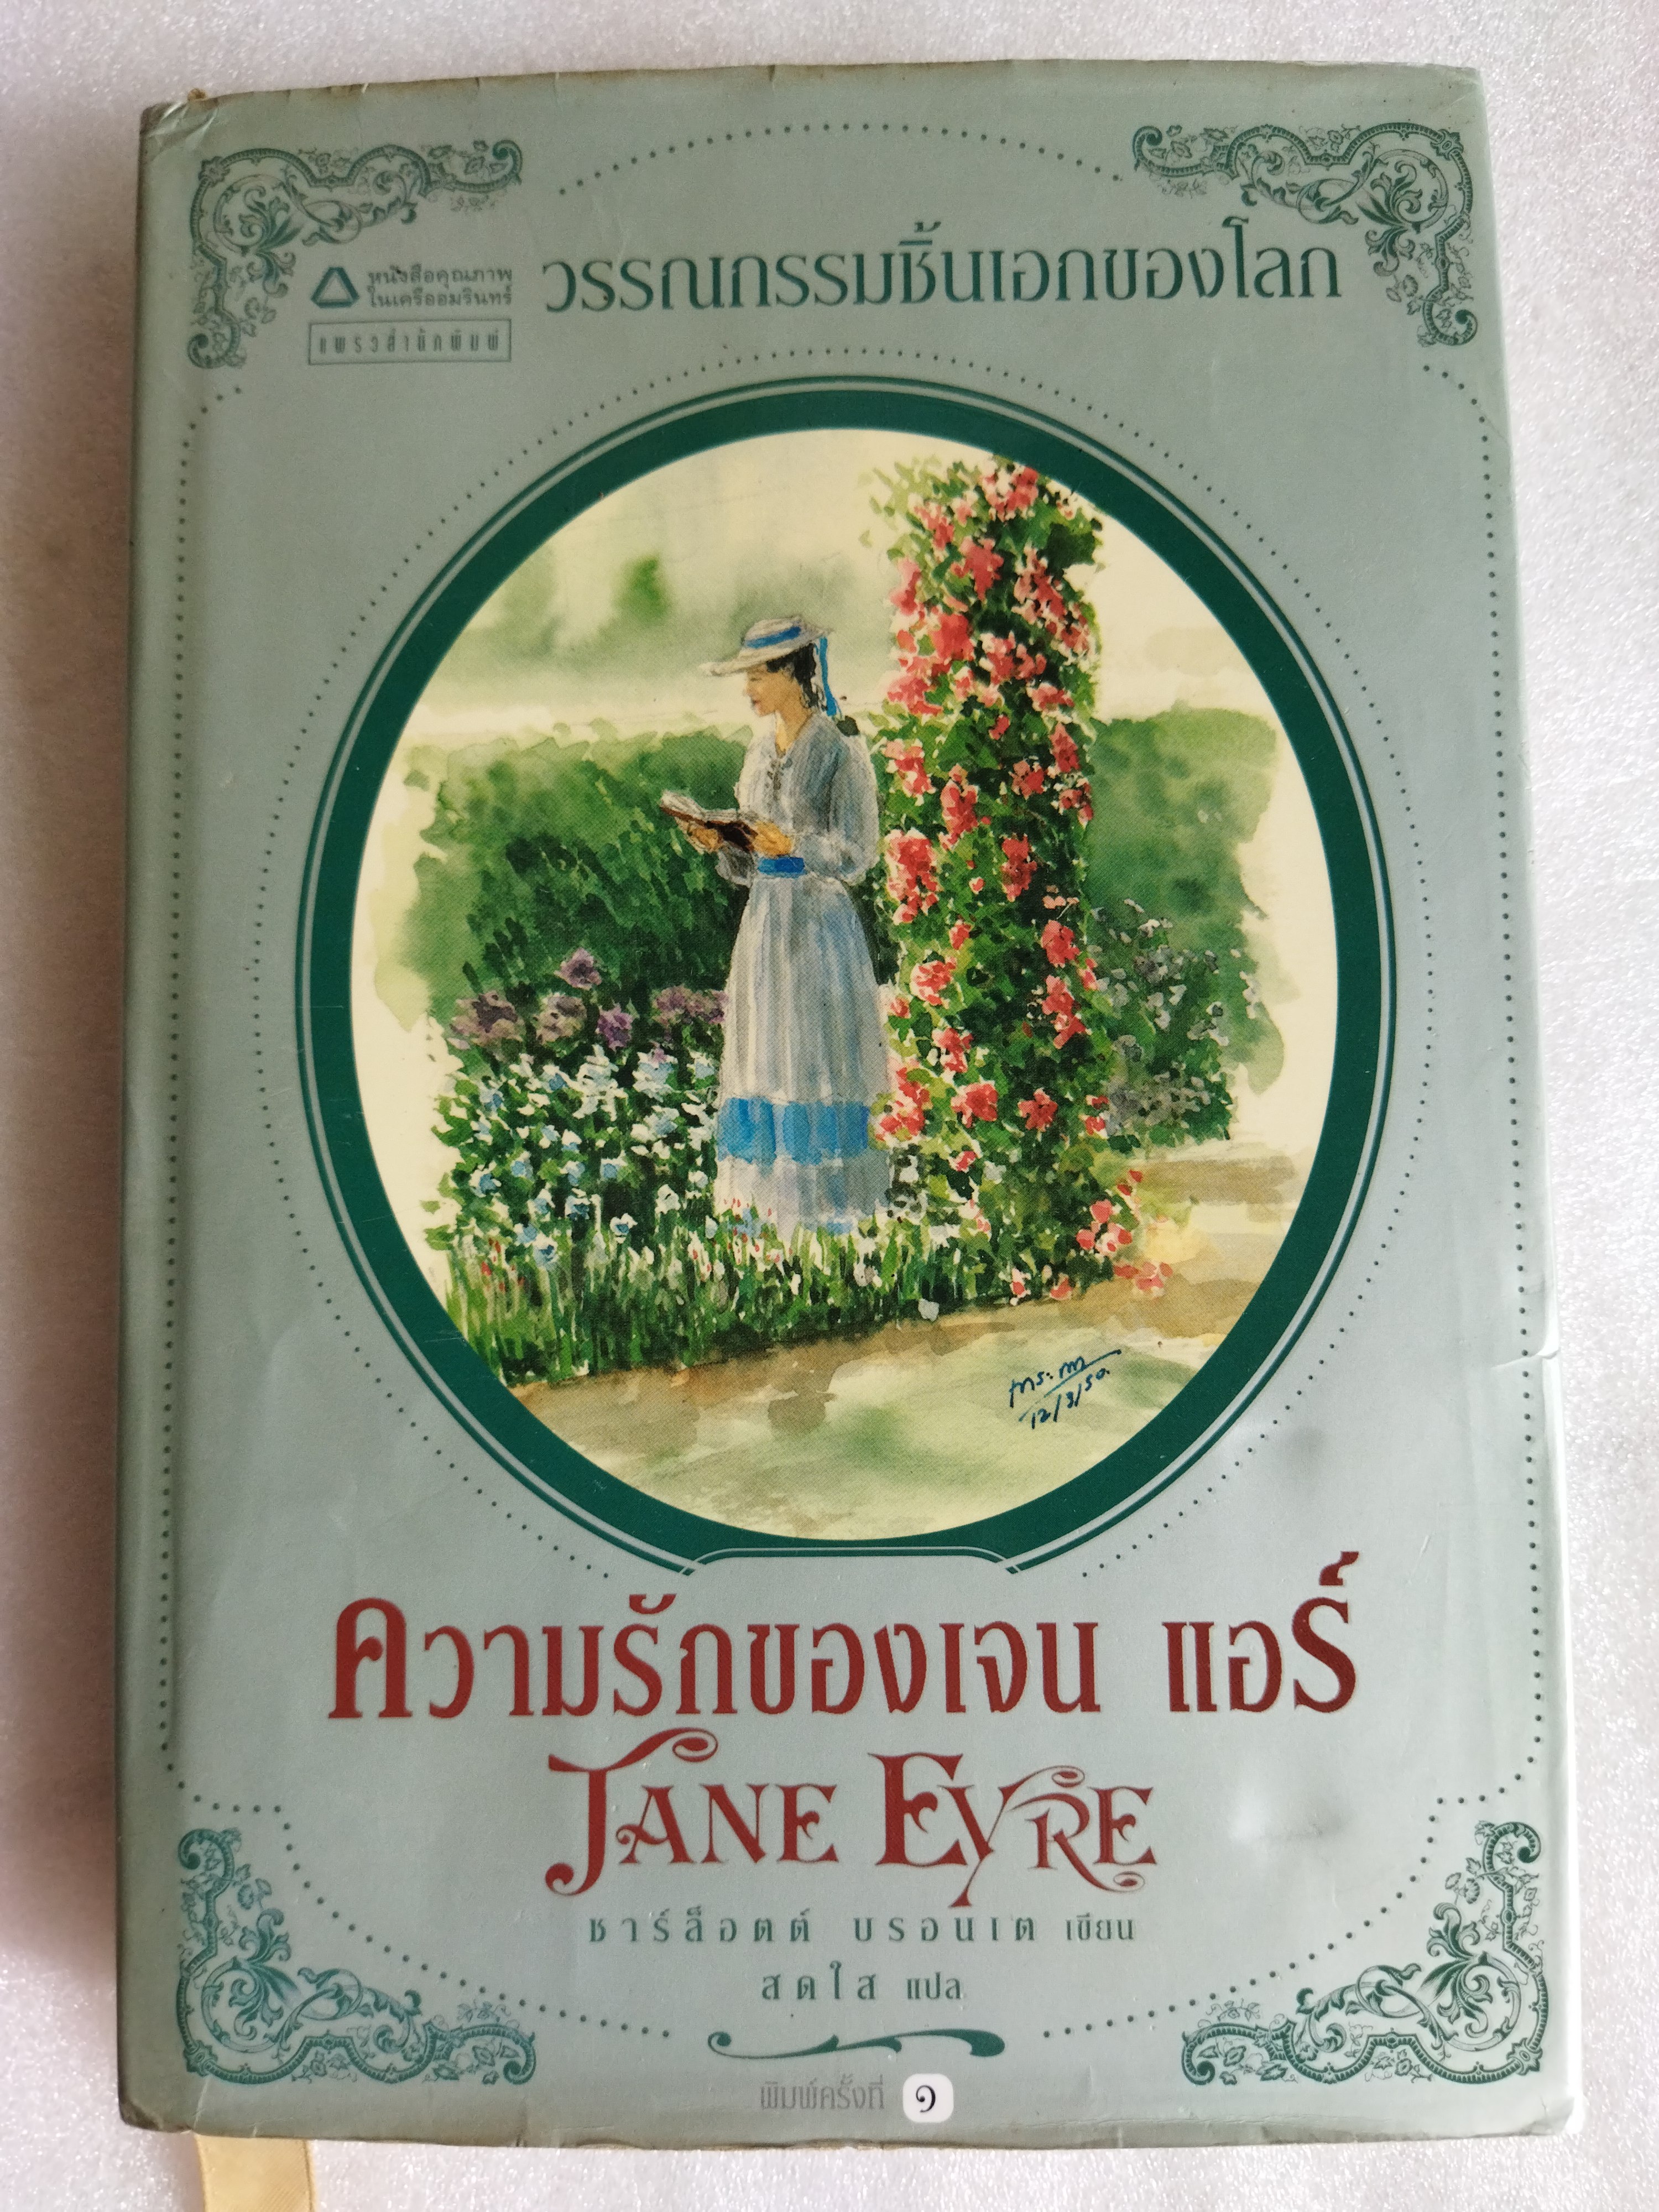 วรรณกรรมชิ้นเอกของโลก
หนังสือคุณภาพ
ในเครืออมรินทร์
แพรวสำนักพิมพ์
12/3/50
ความรักของเจน แอร์
JANE EYRE
ชาร์ล็อตต์ บรอนเต เขียน
สดใส แปล
พิมพ์ครั้งที่ ๑